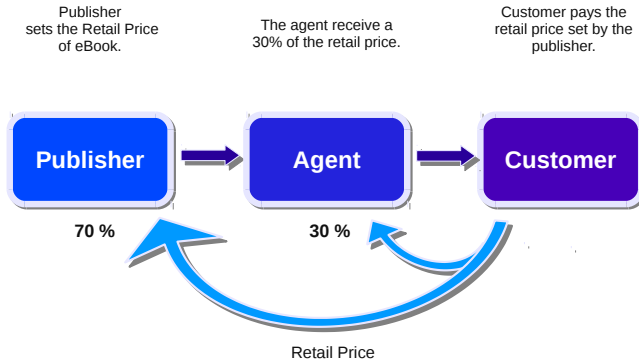 Publisher
sets the Retail Price
of eBook.
The agent receive a
30% of the retail price.
Customer pays the
retail price set by the
publisher.
Publisher
Agent
Customer
70 %
30 %
Retail Price